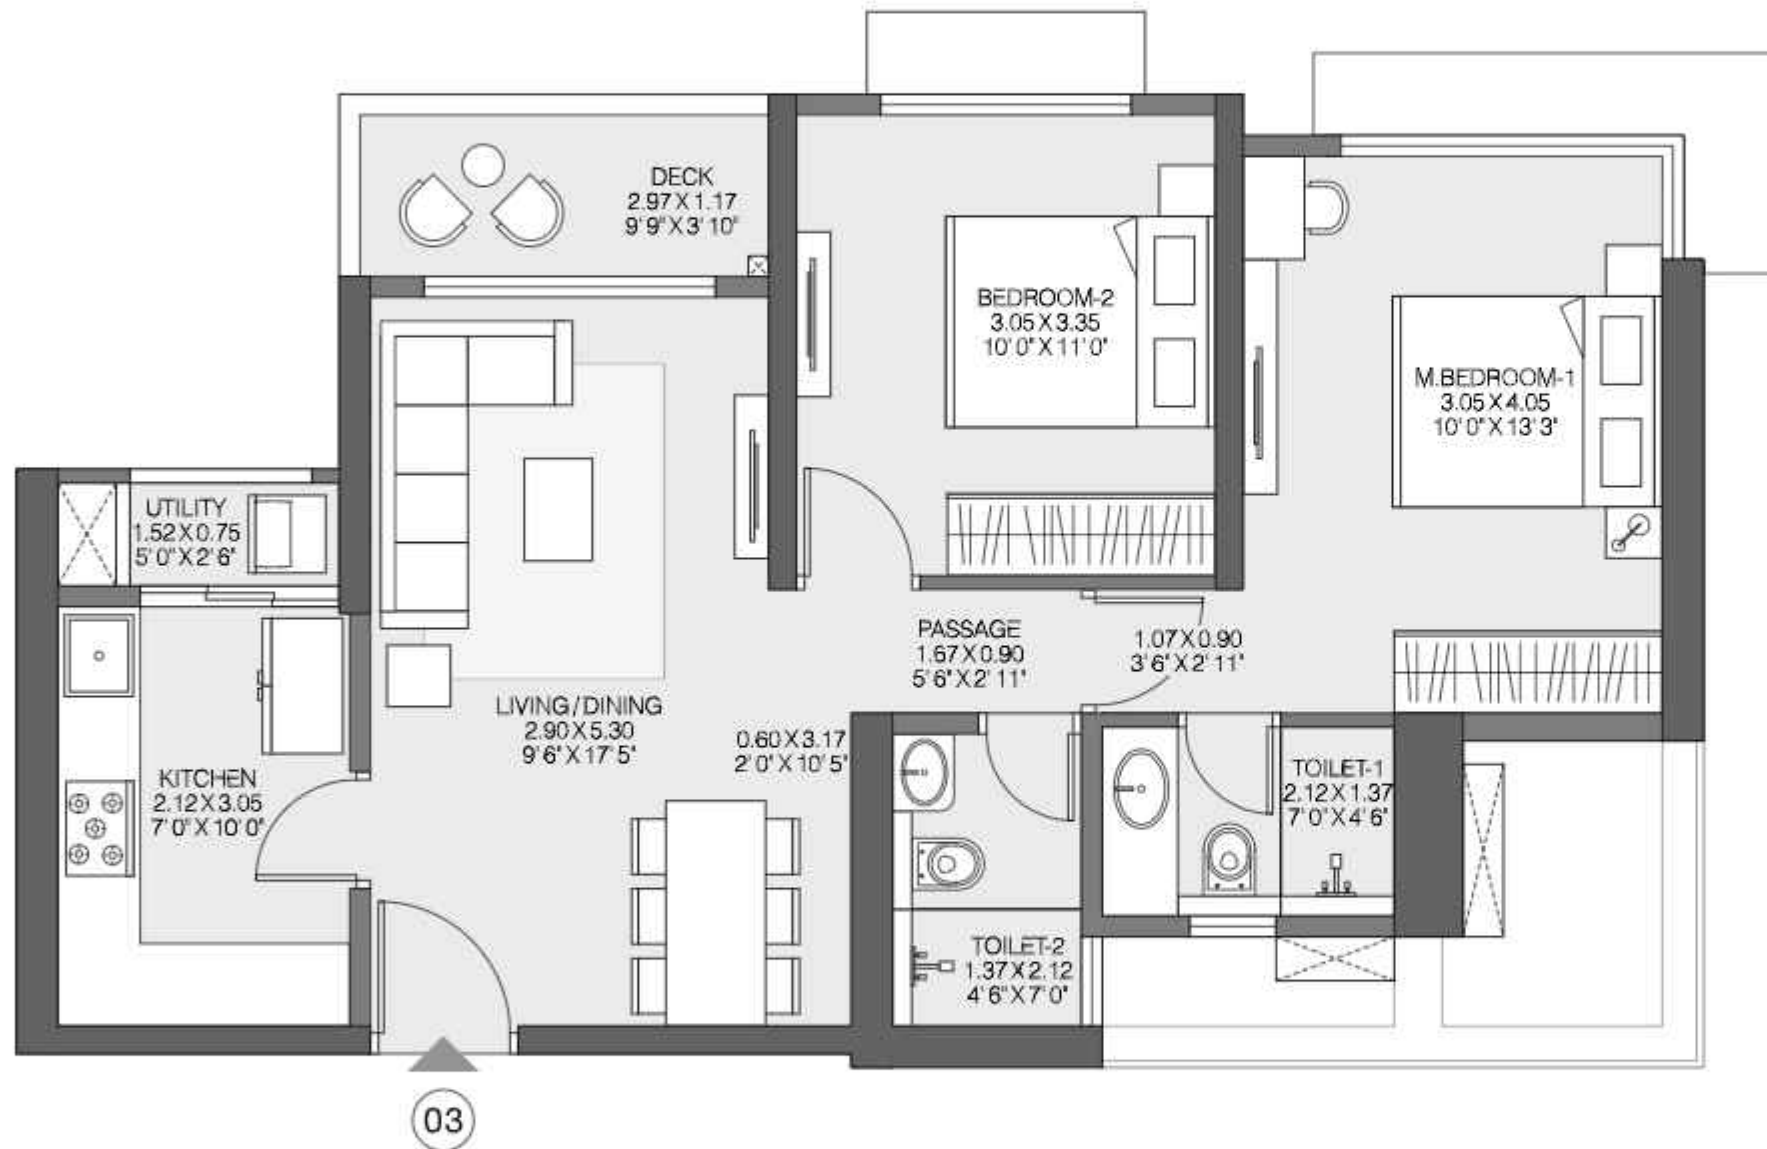 DECK
2.97 X 1.17
9'9" X 3'10"
BEDROOM-2
3.05 X 3.35
10'0" X 11'0"
M.BEDROOM-1
3.05 X 4.05
10'0" X 13'3"
UTILITY
1.52 X 0.75
5'0" X 2'6"
PASSAGE
1.67 X 0.90
5'6" X 2'11"
1.07 X 0.90
3'6" X 2'11"
LIVING/DINING
2.90 X 5.30
9'6" X 17'5"
0.60 X 3.17
2'0" X 10'5"
KITCHEN
2.12 X 3.05
7'0" X 10'0"
TOILET-1
2.12 X 1.37
7'0" X 4'6"
TOILET-2
1.37 X 2.12
4'6" X 7'0"
03